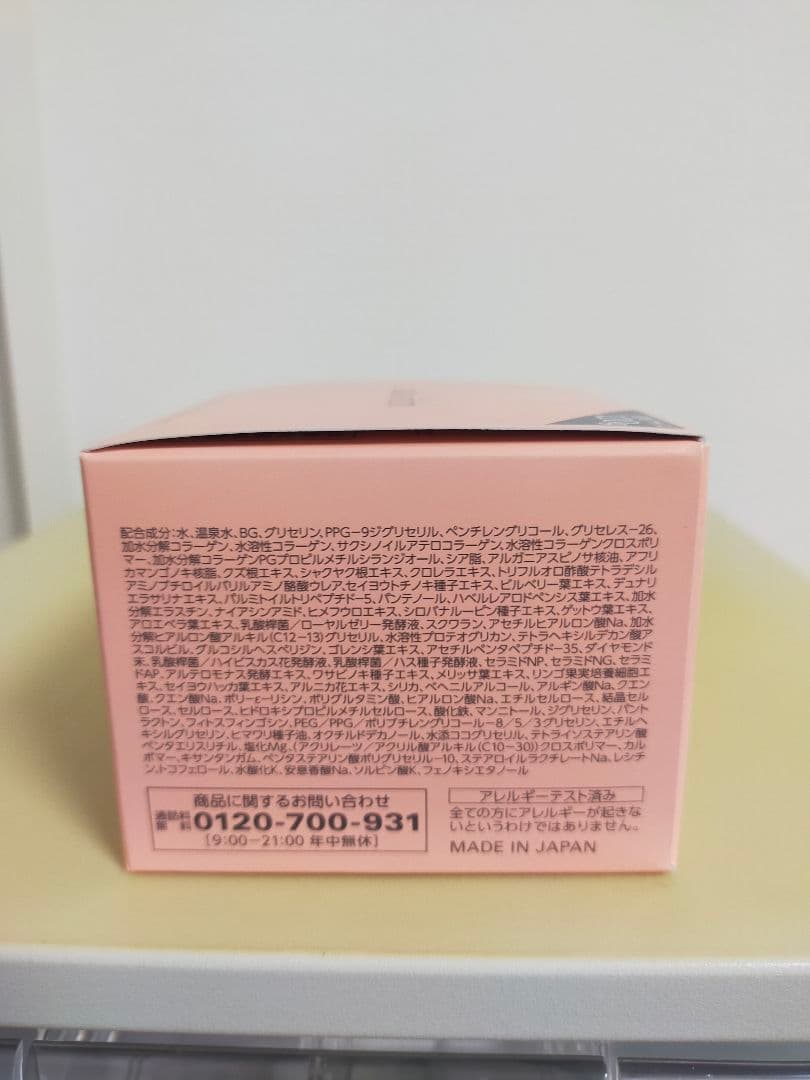 配合成分:水、温泉水、BG、グリセリン、PPG-9ジグリセリル、ペンチレングリコール、グリセレス-26、
加水分解コラーゲン、水溶性コラーゲン、サクシノイルアテロコラーゲン、水溶性コラーゲンクロスポリ
マー、加水分解コラーゲンPGプロピルメチルシランジオール、シア脂、アルガニアスピノサ核油、アフリ
カマンゴノキ核脂、クズ根エキス、シャクヤク根エキス、クロレラエキス、トリフルオロ酢酸テトラデシル
アミノブチロイルバリルアミノ酪酸ウレア、セイヨウトチノキ種子エキス、ビルベリー葉エキス、デュナリ
エラサリナエキス、パルミトイルトリペプチド-5、パンテノール、ハベルレアロドペンシス葉エキス、加水
分解エラスチン、ナイアシンアミド、ヒメフウロエキス、シロバナルーピン種子エキス、ゲットウ葉エキス、
アロエベラ葉エキス、乳酸桿菌/ローヤルゼリー発酵液、スクワラン、アセチルヒアルロン酸Na、加水
分解ヒアルロン酸アルキル(C12-13)グリセリル、水溶性プロテオグリカン、テトラヘキシルデカン酸ア
スコルビル、グルコシルヘスペリジン、ゴレンシ葉エキス、アセチルペンタペプチド-35、ダイヤモンド
末、乳酸桿菌/ハイビスカス花発酵液、乳酸桿菌/ハス種子発酵液、セラミドNP、セラミドNG、セラミ
ドAP、アルテロモナス発酵エキス、ワサビノキ種子エキス、メリッサ葉エキス、リンゴ果実培養細胞エ
キス、セイヨウハッカ葉エキス、アルニカ花エキス、シリカ、ベヘニルアルコール、アルギン酸Na、クエン
酸、クエン酸Na、ポリ-ε-リシン、ポリグルタミン酸、ヒアルロン酸Na、エチルセルロース、結晶セル
ロース、セルロース、ヒドロキシプロピルメチルセルロース、酸化鉄、マンニトール、ジグリセリン、パント
ラクトン、フィトスフィンゴシン、PEG/PPG/ポリブチレングリコール-8/5/3グリセリン、エチルヘ
キシルグリセリン、ヒマワリ種子油、オクチルドデカノール、水添ココグリセリル、テトライソステアリン酸
ペンタエリスリチル、塩化Mg、(アクリレーツ/アクリル酸アルキル(C10-30))クロスポリマー、カル
ボマー、キサンタンガム、ペンタステアリン酸ポリグリセリル-10、ステアロイルラクチレートNa、レシチ
ン、トコフェロール、水酸化K、安息香酸Na、ソルビン酸K、フェノキシエタノール
商品に関するお問い合わせ
通話料無料 0120-700-931
[9:00-21:00 年中無休]
アレルギーテスト済み
全ての方にアレルギーが起きな
いというわけではありません。
MADE IN JAPAN